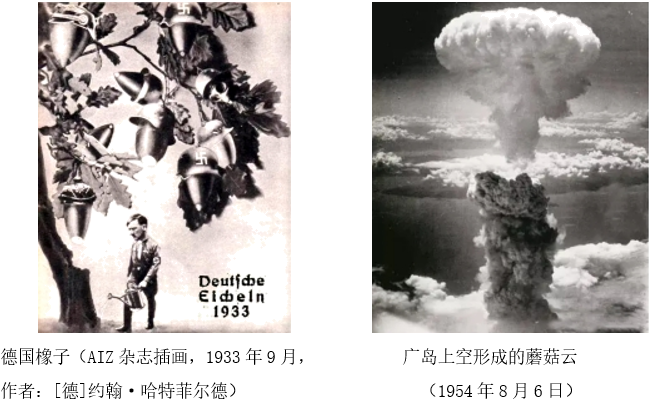 Deutsche
Eicheln
1933
德国橡子（AIZ 杂志插画，1933 年 9 月，
作者：[德]约翰·哈特菲尔德）
广岛上空形成的蘑菇云
（1954 年 8 月 6 日）